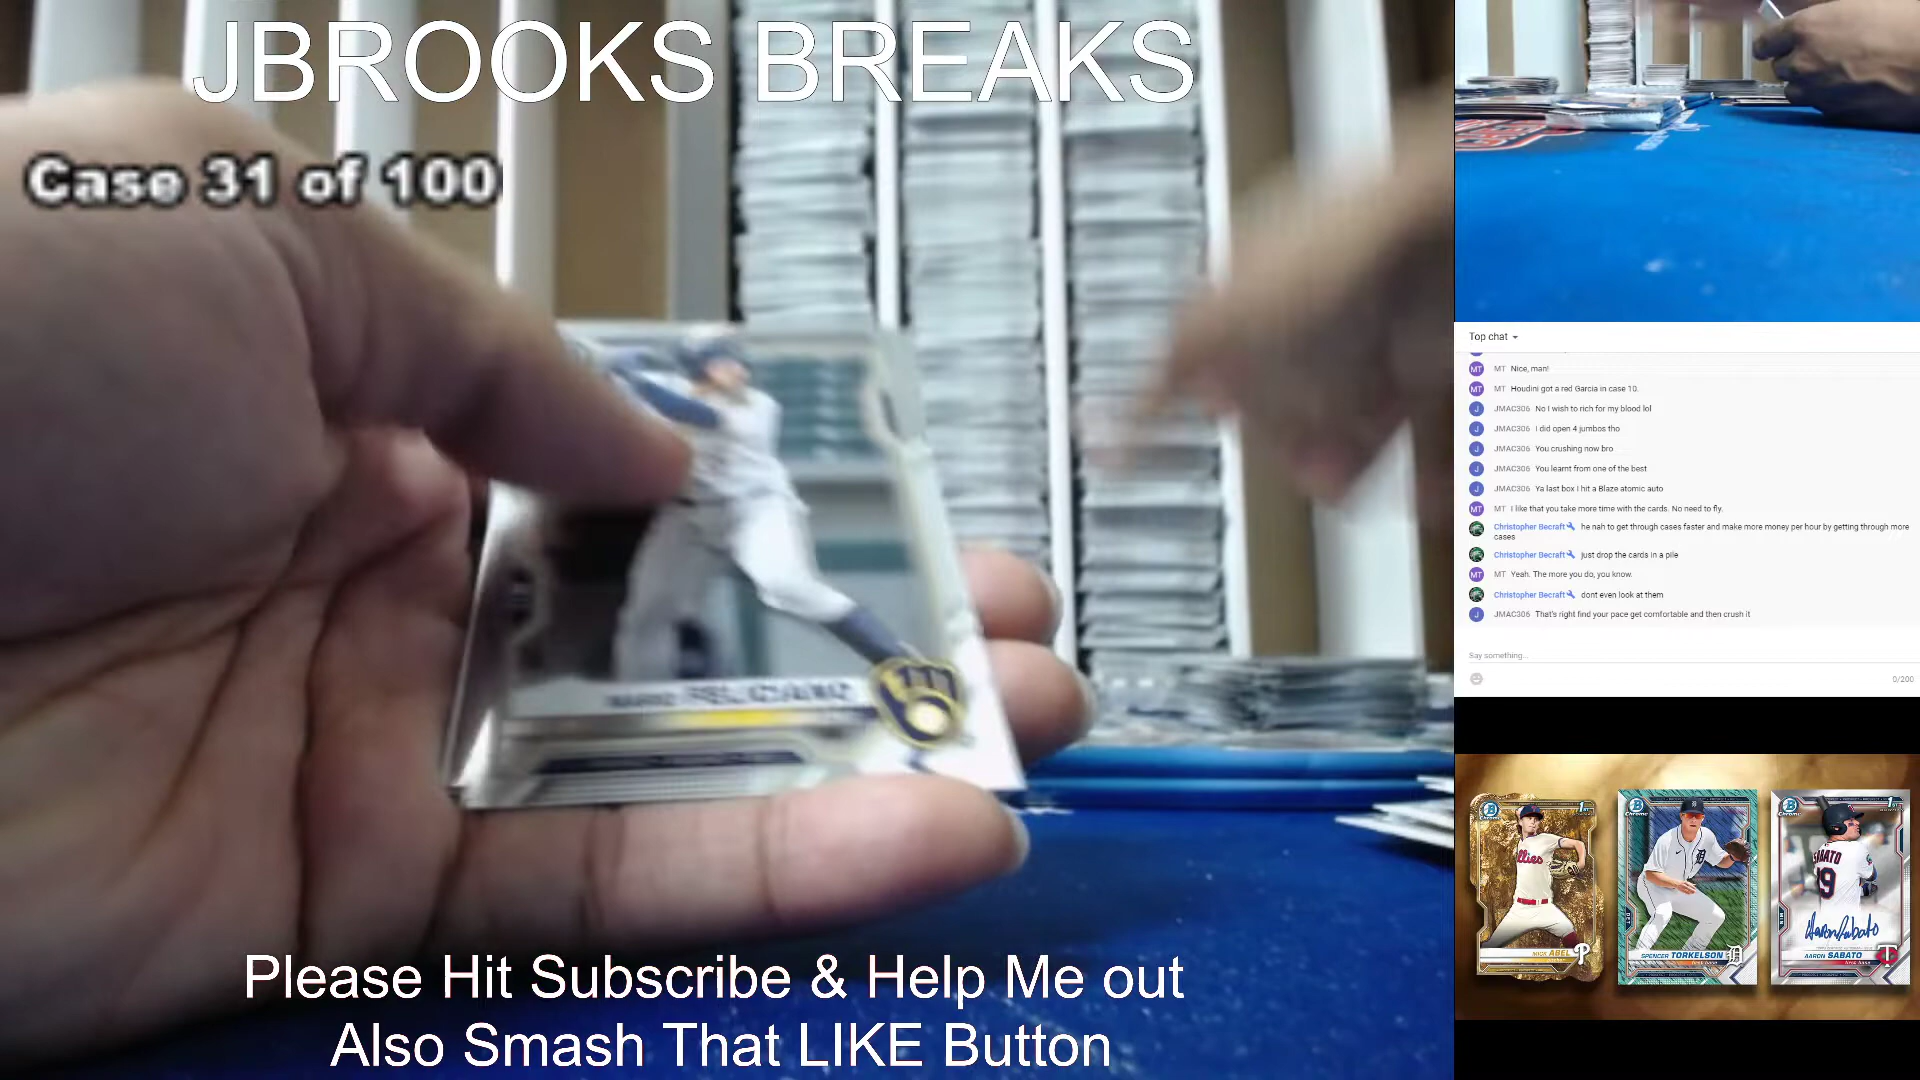 JBROOKS BREAKS
Case 31 of 100
FELICIANO
Please Hit Subscribe & Help Me out
Also Smash That LIKE Button
Top chat
MT Nice, man!
MT Houdini got a red Garcia in case 10.
JMAC306 No I wish to rich for my blood lol
JMAC306 I did open 4 jumbos tho
JMAC306 You crushing now bro
JMAC306 You learnt from one of the best
JMAC306 Ya last box I hit a Blaze atomic auto
MT I like that you take more time with the cards. No need to fly.
Christopher Becraft he nah to get through cases faster and make more money per hour by getting through more
cases
Christopher Becraft just drop the cards in a pile
MT Yeah. The more you do, you know.
Christopher Becraft dont even look at them
JMAC306 That's right find your pace get comfortable and then crush it
Say something...
0/200
MICK ABEL
SPENCER TORKELSON
AARON SABATO